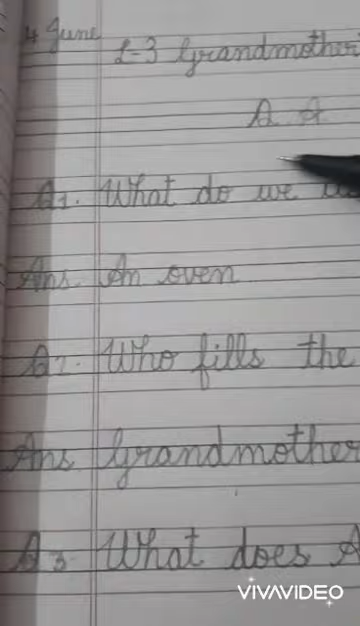 4 June
L-3 Grandmother
Q. A
Q1. What do we
Ans. An oven
Q2. Who fills the
Ans Grandmother
Q3 What does A
VIVAVIDEO